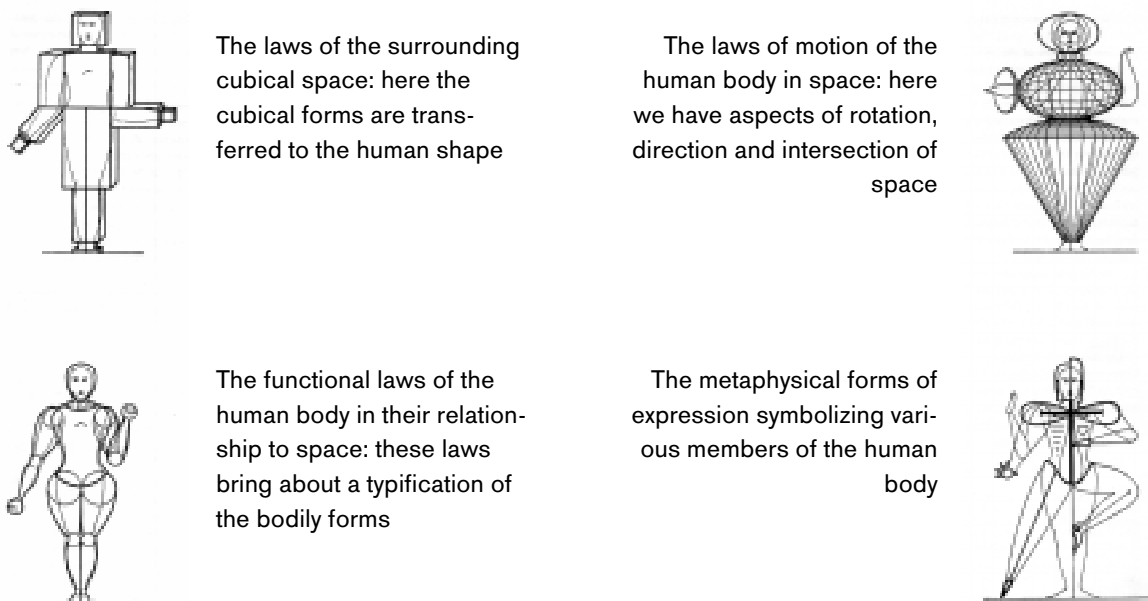 The laws of the surrounding
cubical space: here the
cubical forms are trans-
ferred to the human shape
The laws of motion of the
human body in space: here
we have aspects of rotation,
direction and intersection of
space
The functional laws of the
human body in their relation-
ship to space: these laws
bring about a typification of
the bodily forms
The metaphysical forms of
expression symbolizing vari-
ous members of the human
body